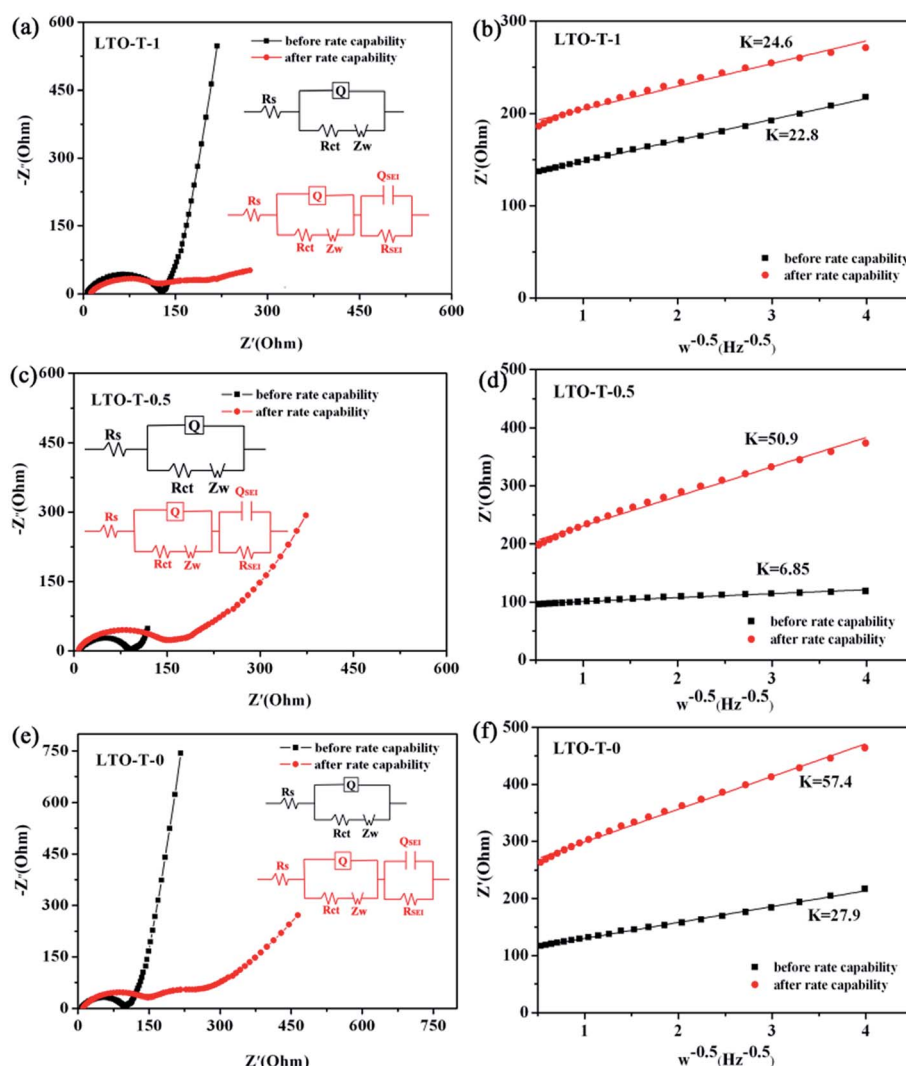 (a)
LTO-T-1
before rate capability
after rate capability
Rs
Q
Rct Zw
QSEI
Rs
Q
Rct Zw
RSEI
-Z''(Ohm)
600
450
300
150
0
0 150 300 450 600
Z'(Ohm)
(b)
LTO-T-1
K=24.6
K=22.8
before rate capability
after rate capability
Z'(Ohm)
300
200
100
0
1 2 3 4
w-0.5(Hz-0.5)
(c)
LTO-T-0.5
before rate capability
after rate capability
Rs
Q
Rct Zw
QSEI
Rs
Q
Rct Zw
RSEI
-Z''(Ohm)
600
450
300
150
0
0 150 300 450 600
Z'(Ohm)
(d)
LTO-T-0.5
K=50.9
K=6.85
before rate capability
after rate capability
Z'(Ohm)
500
400
300
200
100
0
1 2 3 4
w-0.5(Hz-0.5)
(e)
LTO-T-0
before rate capability
after rate capability
Rs
Q
Rct Zw
QSEI
Rs
Q
Rct Zw
RSEI
-Z''(Ohm)
750
600
450
300
150
0
0 150 300 450 600 750
Z'(Ohm)
(f)
LTO-T-0
K=57.4
K=27.9
before rate capability
after rate capability
Z'(Ohm)
500
400
300
200
100
0
1 2 3 4
w-0.5(Hz-0.5)